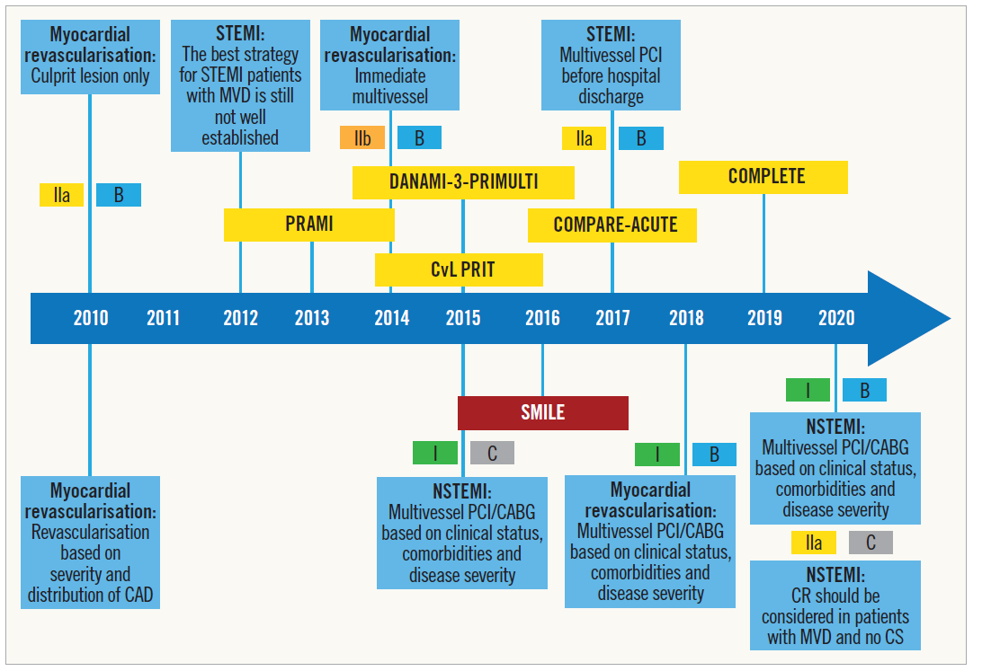 Myocardial
revascularisation:
Culprit lesion only
IIa
B
STEMI:
The best strategy
for STEMI patients
with MVD is still
not well
established
Myocardial
revascularisation:
Immediate
multivessel
IIb
B
STEMI:
Multivessel PCI
before hospital
discharge
IIa
B
DANAMI-3-PRIMULTI
COMPLETE
PRAMI
COMPARE-ACUTE
CvL PRIT
2010
2011
2012
2013
2014
2015
2016
2017
2018
2019
2020
SMILE
Myocardial
revascularisation:
Revascularisation
based on
severity and
distribution of CAD
I
C
NSTEMI:
Multivessel PCI/CABG
based on clinical status,
comorbidities and
disease severity
I
B
Myocardial
revascularisation:
Multivessel PCI/CABG
based on clinical status,
comorbidities and
disease severity
I
B
NSTEMI:
Multivessel PCI/CABG
based on clinical status,
comorbidities and
disease severity
IIa
C
NSTEMI:
CR should be
considered in patients
with MVD and no CS